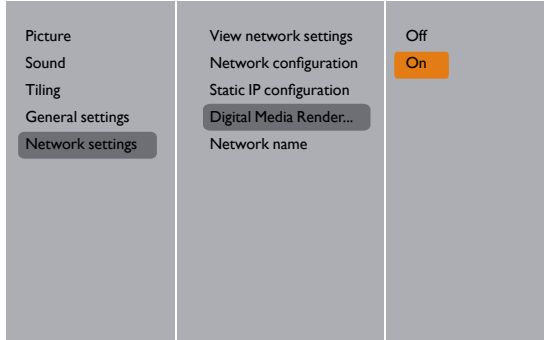 Picture
Sound
Tiling
General settings
Network settings
View network settings
Network configuration
Static IP configuration
Digital Media Render...
Network name
Off
On